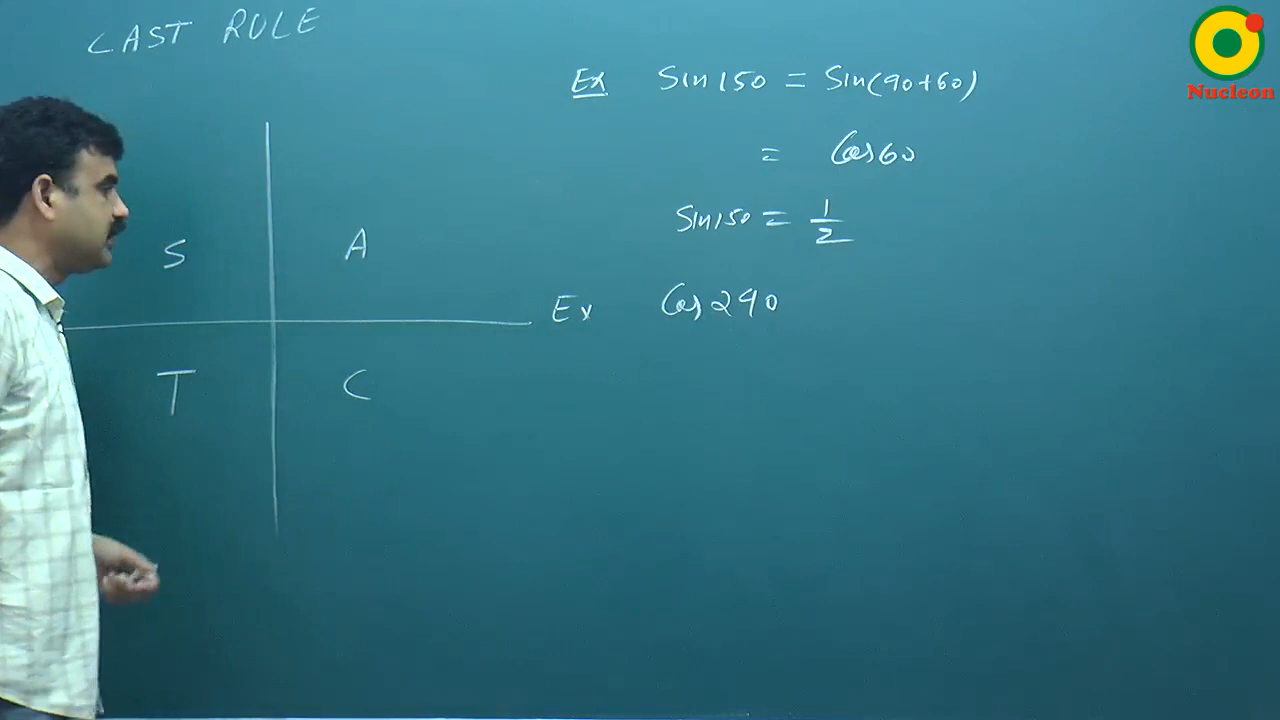 CAST RULE
S
A
T
C
Ex Sin 150 = Sin(90+60)
= Cos 60
Sin 150 = 1/2
Ex Cos 290
Nucleon